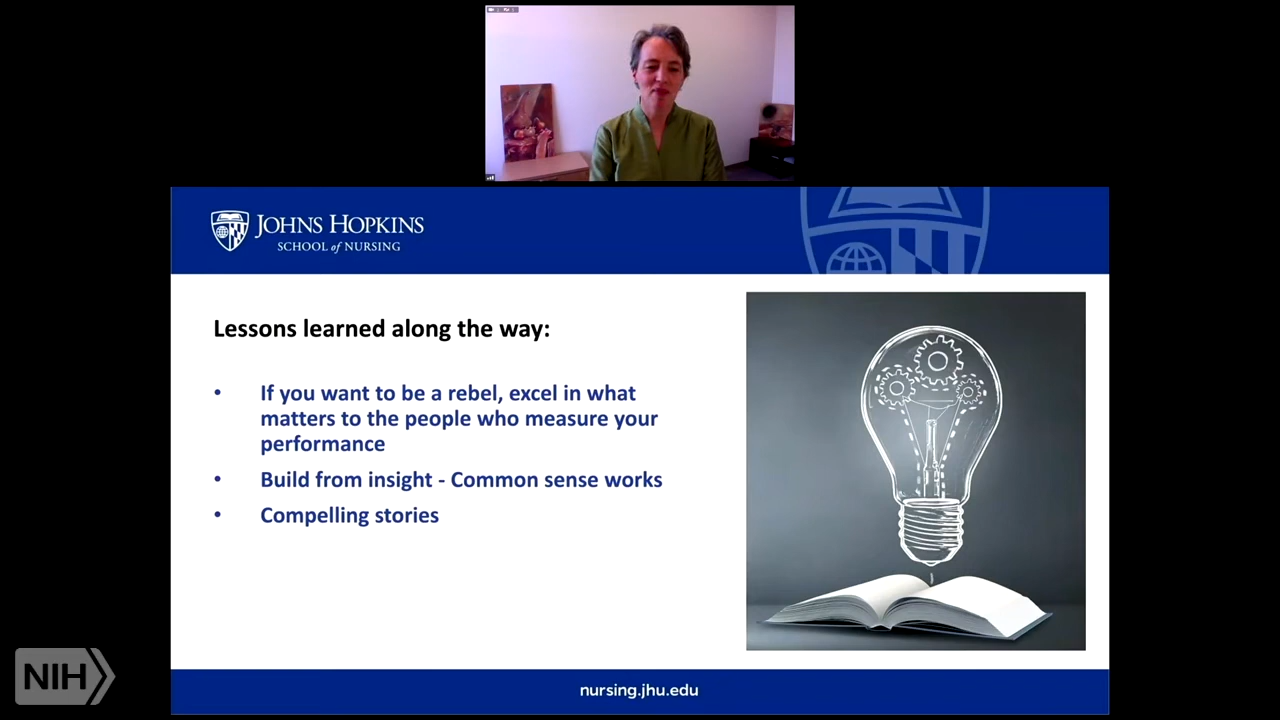 JOHNS HOPKINS
SCHOOL of NURSING
Lessons learned along the way:
• If you want to be a rebel, excel in what
matters to the people who measure your
performance
• Build from insight - Common sense works
• Compelling stories
NIH
nursing.jhu.edu